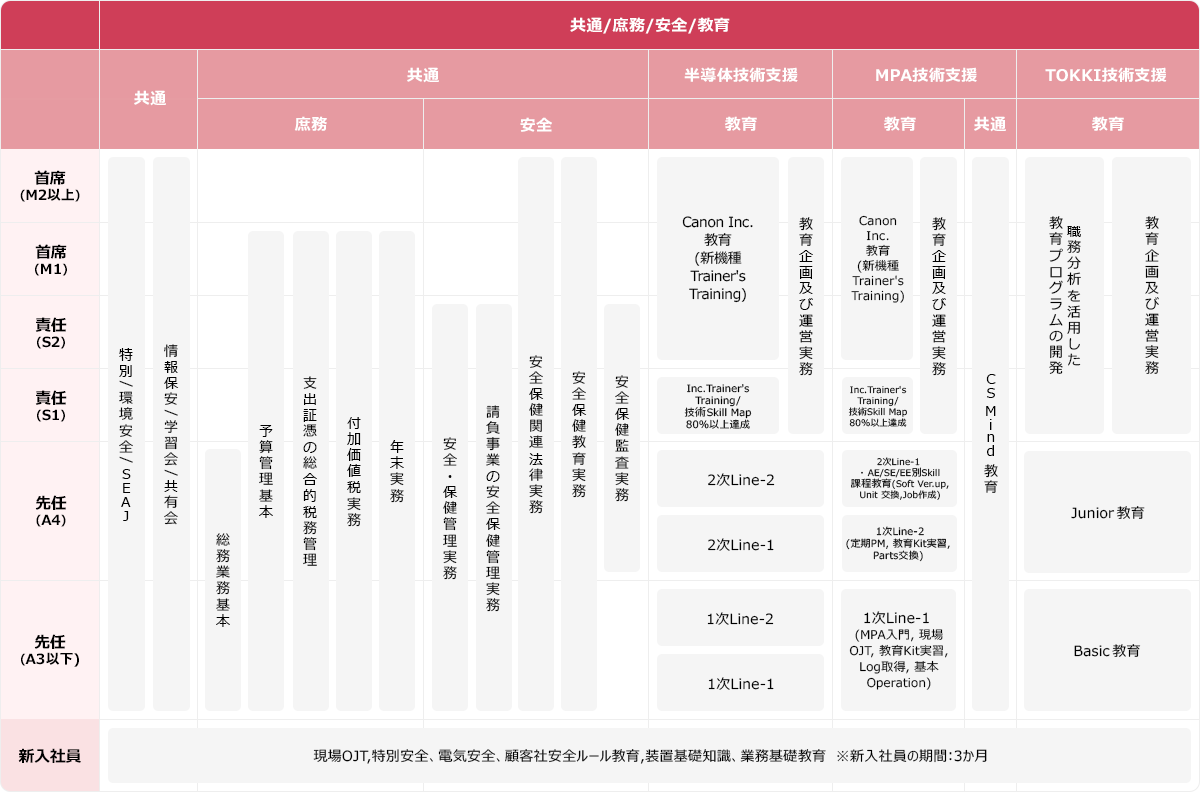 共通/庶務/安全/教育
共通
共通
半導体技術支援
MPA技術支援
TOKKI技術支援
庶務
安全
教育
教育
共通
教育
首席
(M2以上)
首席
(M1)
責任
(S2)
責任
(S1)
先任
(A4)
先任
(A3以下)
新入社員
特別/環境安全/SEAJ
情報保安/学習会/共有会
総務業務基本
予算管理基本
支出証憑の総合的税務管理
付加価値税実務
年末実務
安全・保健管理実務
請負事業の安全保健管理実務
安全保健関連法律実務
安全保健教育実務
安全保健監査実務
Canon Inc.
教育
(新機種
Trainer's
Training)
教育企画及び運営実務
Inc.Trainer's
Training/
技術Skill Map
80%以上達成
2次Line-2
2次Line-1
1次Line-2
1次Line-1
Canon
Inc.
教育
(新機種
Trainer's
Training)
教育企画及び運営実務
Inc.Trainer's
Training/
技術Skill Map
80%以上達成
2次Line-1
・AE/SE/EE別Skill
課程教育(Soft Ver.up,
Unit 交換,Job作成)
1次Line-2
(定期PM, 教育Kit実習,
Parts交換)
1次Line-1
(MPA入門, 現場
OJT, 教育Kit実習,
Log取得, 基本
Operation)
CS Mind 教育
職務分析を活用した
教育プログラムの開発
教育企画及び運営実務
Junior 教育
Basic 教育
現場OJT,特別安全、電気安全、顧客社安全ルール教育,装置基礎知識、業務基礎教育 ※新入社員の期間：3か月